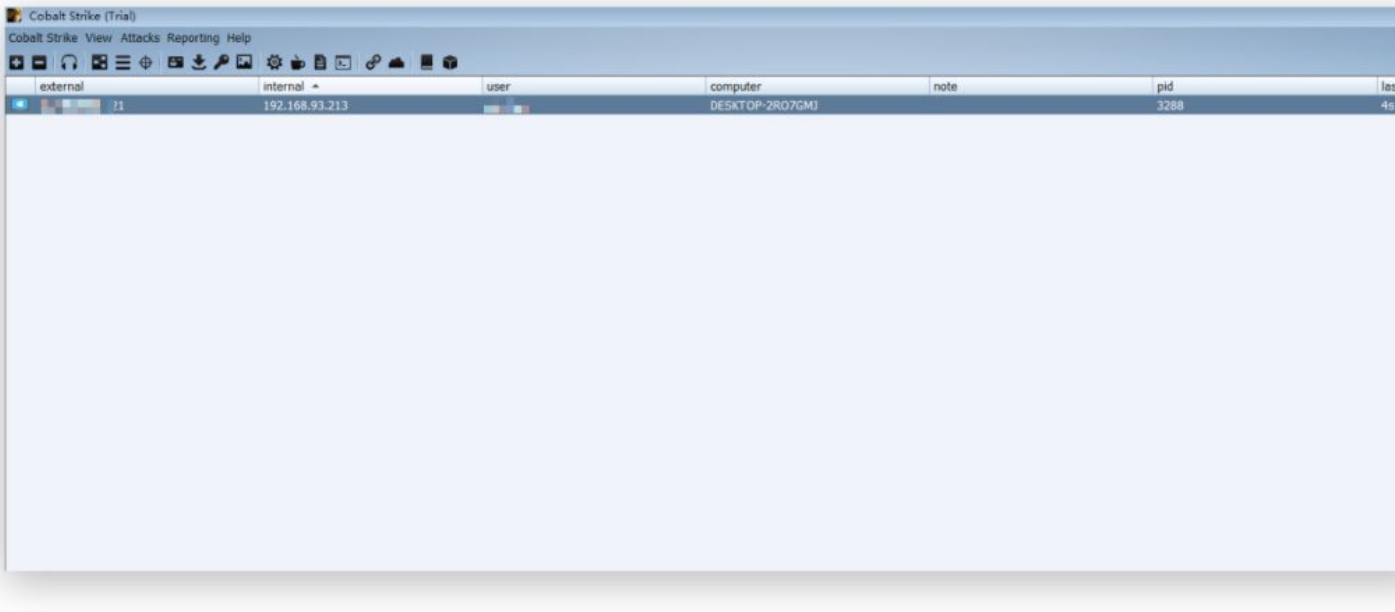 Cobalt Strike (Trial)
Cobalt Strike View Attacks Reporting Help
external internal user computer note pid las
21 192.168.93.213 DESKTOP-2RO7GMJ 3288 4s